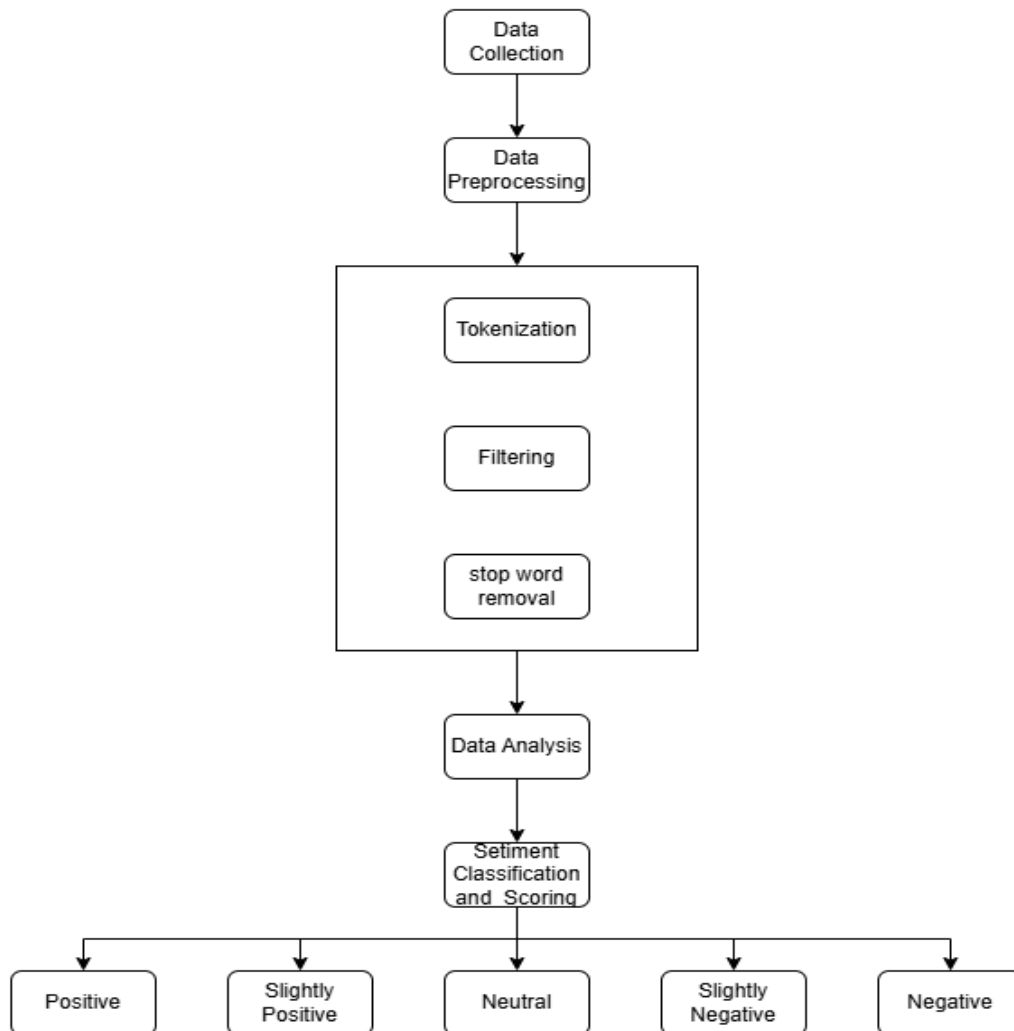 Data
Collection
Data
Preprocessing
Tokenization
Filtering
stop word
removal
Data Analysis
Setiment
Classification
and Scoring
Positive
Slightly
Positive
Neutral
Slightly
Negative
Negative